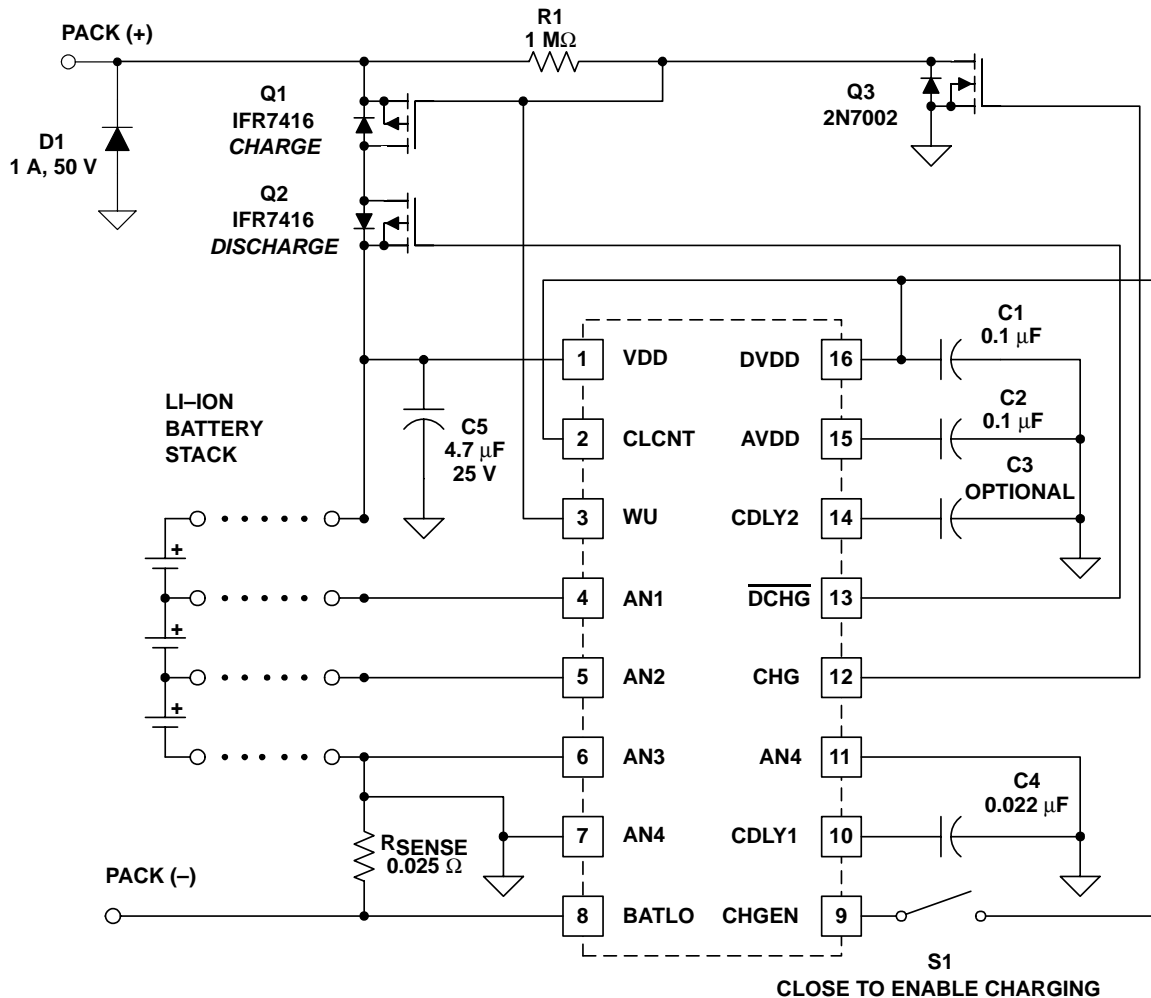 PACK (+)
R1
1 MΩ
Q1
IFR7416
CHARGE
Q3
2N7002
D1
1 A, 50 V
Q2
IFR7416
DISCHARGE
LI–ION
BATTERY
STACK
C5
4.7 μF
25 V
1 VDD
2 CLCNT
3 WU
4 AN1
5 AN2
6 AN3
7 AN4
8 BATLO
DVDD 16
AVDD 15
CDLY2 14
DCHG 13
CHG 12
AN4 11
CDLY1 10
CHGEN 9
C1
0.1 μF
C2
0.1 μF
C3
OPTIONAL
C4
0.022 μF
+
+
+
RSENSE
0.025 Ω
PACK (–)
S1
CLOSE TO ENABLE CHARGING